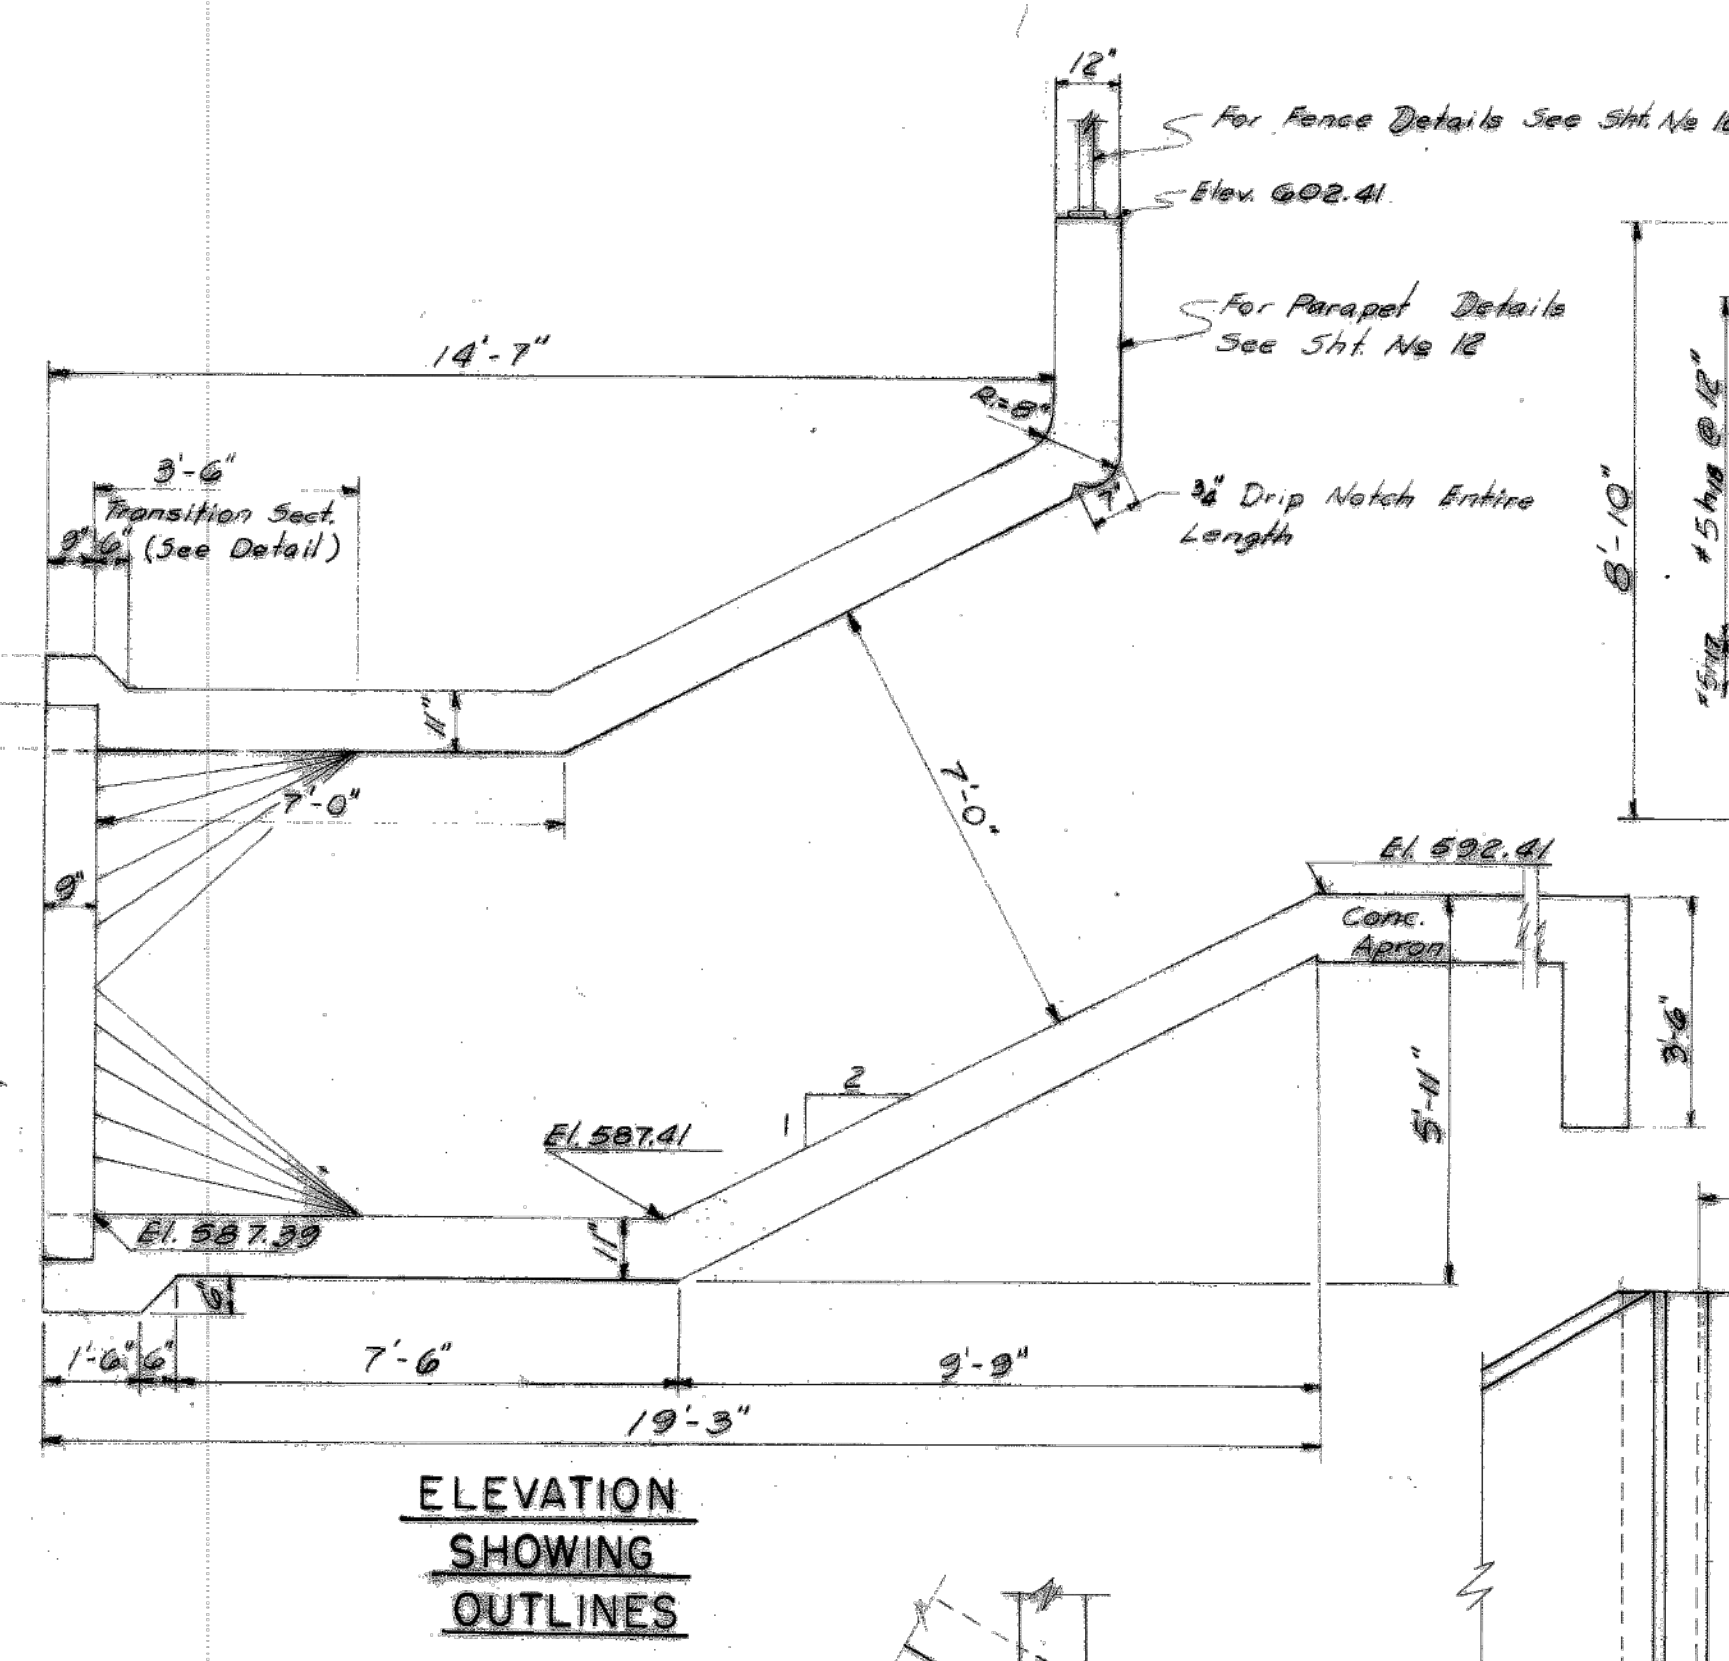 12"
For Fence Details See Sht. No
Elev. 602.41
For Parapet Details
See Sht. No 12
14'-7"
R=8"
3'-6"
Transition Sect.
(See Detail)
9" 6"
7"
3/4" Drip Notch Entire
Length
8'-10"
#5 h18 @ 12"
11"
7'-0"
7'-0"
9"
El. 592.41
Conc.
Apron
3'-6"
5'-11"
2
1
El. 587.41
El. 587.39
11"
6"
1'-6" 6"
7'-6"
9'-9"
19'-3"
ELEVATION
SHOWING
OUTLINES